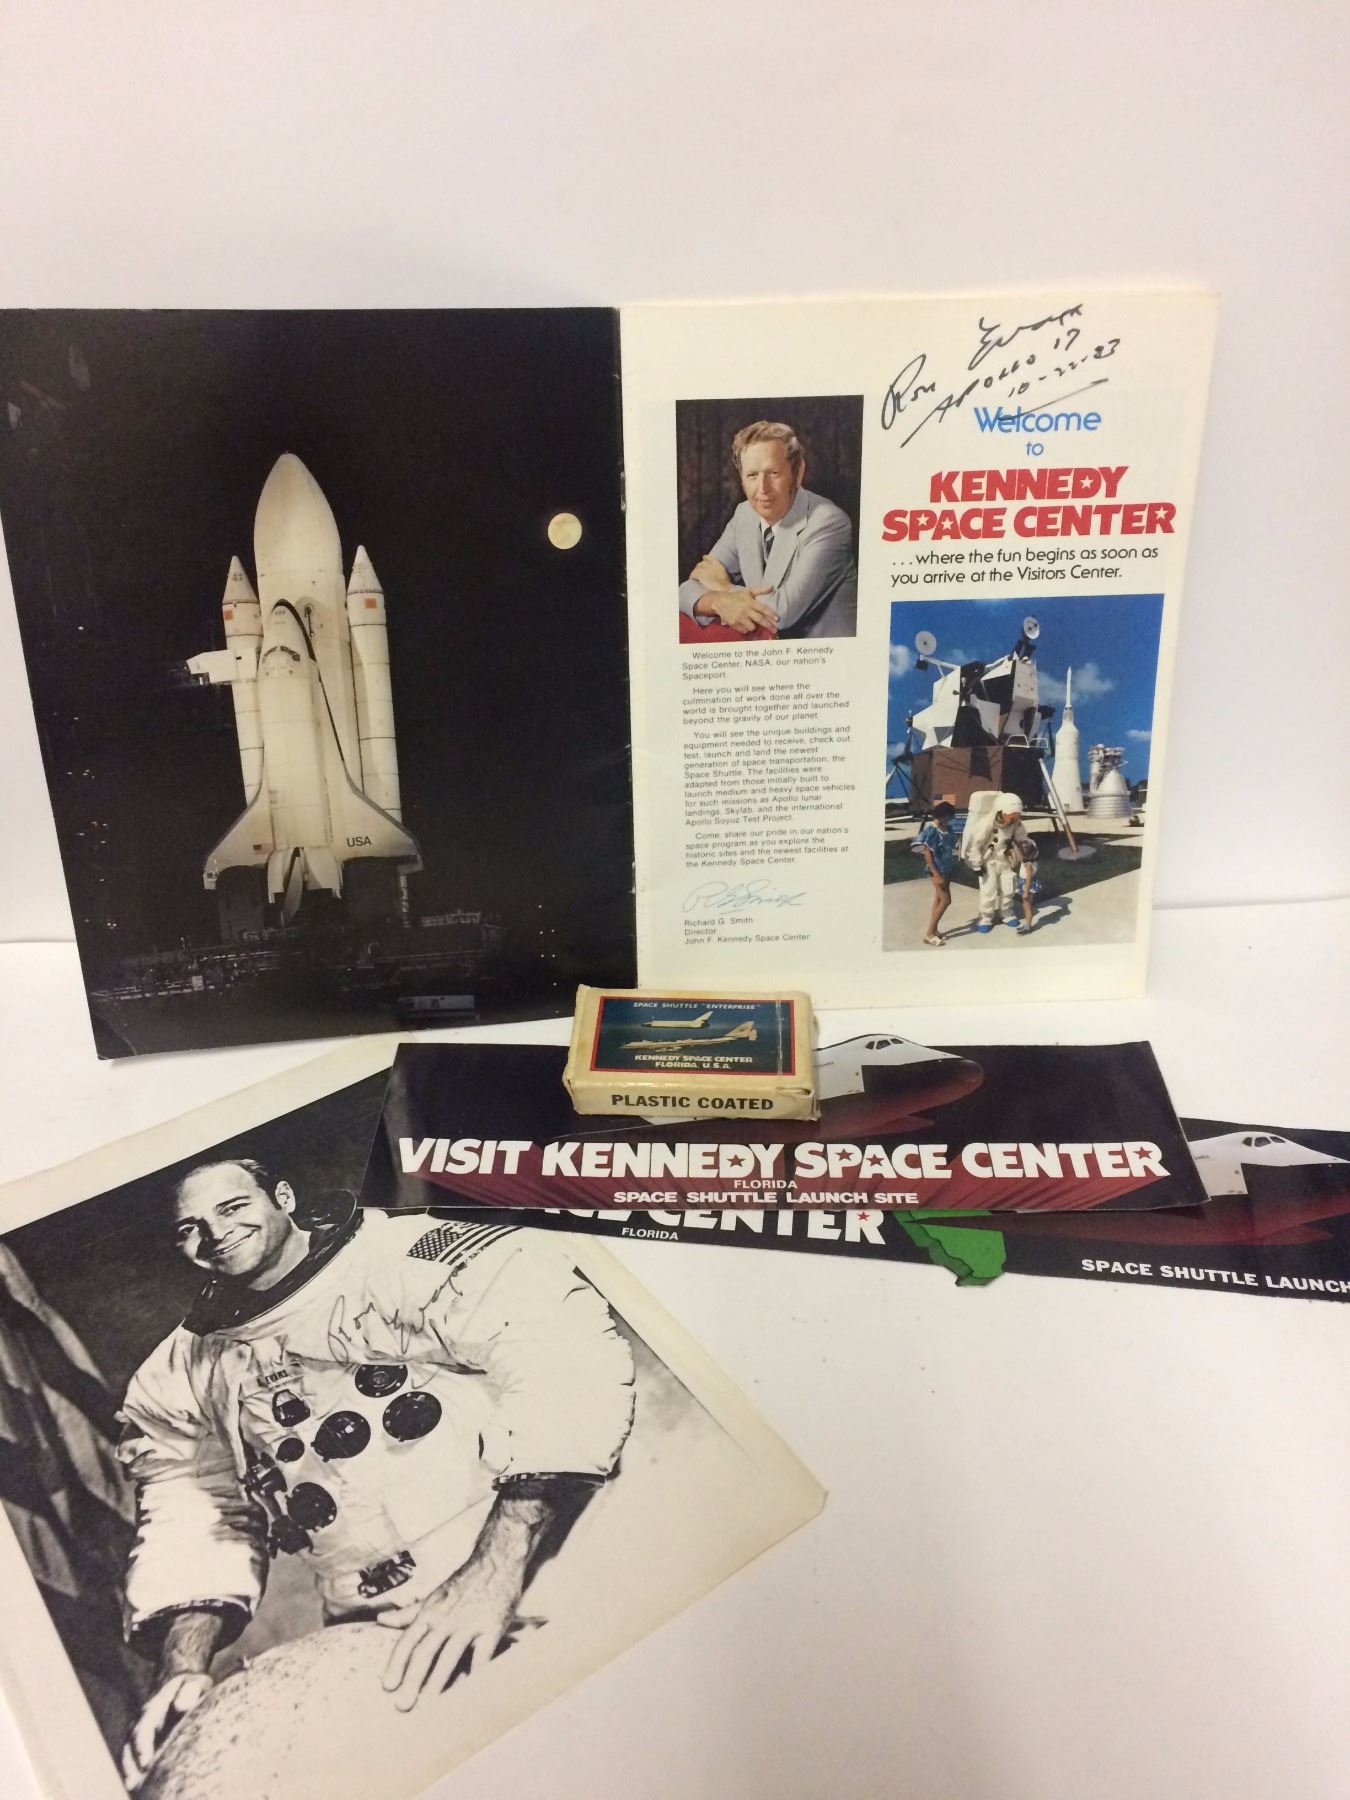 USA
Ron Evans
APOLLO 17
10-22-83
Welcome
to
KENNEDY
SPACE CENTER
...where the fun begins as soon as
you arrive at the Visitors Center.
Welcome to the John F. Kennedy
Space Center, NASA, our nation's
Spaceport.
Here you will see where the
culmination of work done all over the
world is brought together and launched
beyond the gravity of our planet.
You will see the unique buildings and
equipment needed to receive, check out,
test, launch and land the newest
generation of space transportation, the
Space Shuttle. The facilities were
adapted from those initially built to
launch medium and heavy space vehicles
for such missions as Apollo lunar
landings, Skylab, and the international
Apollo Soyuz Test Project.
Come, share our pride in our nation's
space program as you explore the
historic sites and the newest facilities at
the Kennedy Space Center.
R G Smith
Richard G. Smith
Director
John F. Kennedy Space Center
SPACE SHUTTLE "ENTERPRISE"
KENNEDY SPACE CENTER
FLORIDA, U.S.A.
PLASTIC COATED
VISIT KENNEDY SPACE CENTER
FLORIDA
SPACE SHUTTLE LAUNCH SITE
CE CENTER
FLORIDA
SPACE SHUTTLE LAUNCH
Ron Evans
EVANS